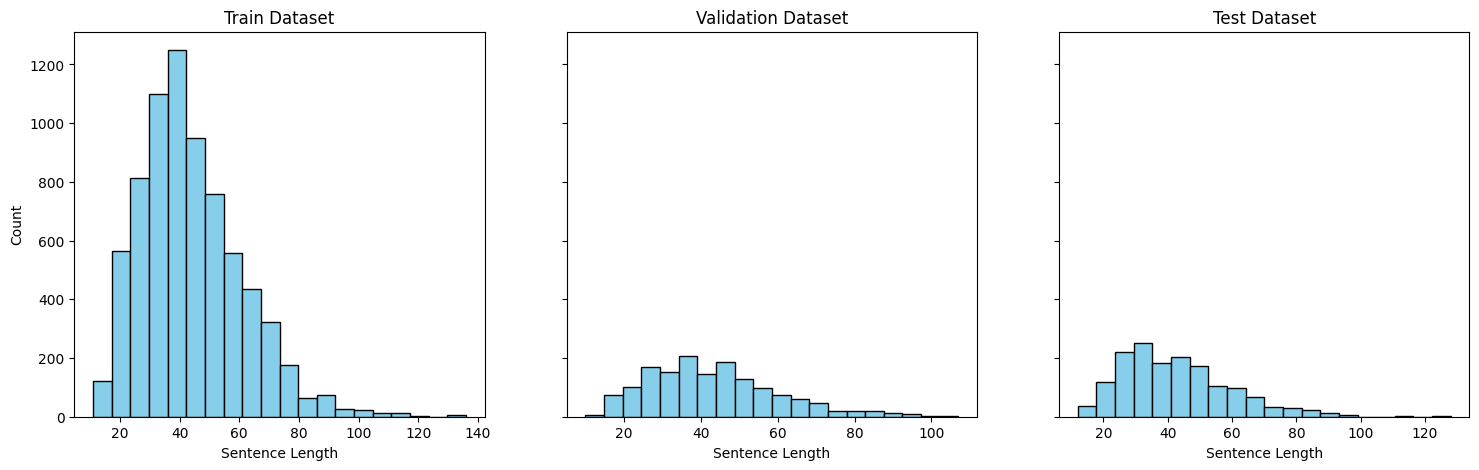 Train Dataset
Validation Dataset
Test Dataset
Count
1200
1000
800
600
400
200
0
20 40 60 80 100 120 140
20 40 60 80 100
20 40 60 80 100 120
Sentence Length
Sentence Length
Sentence Length